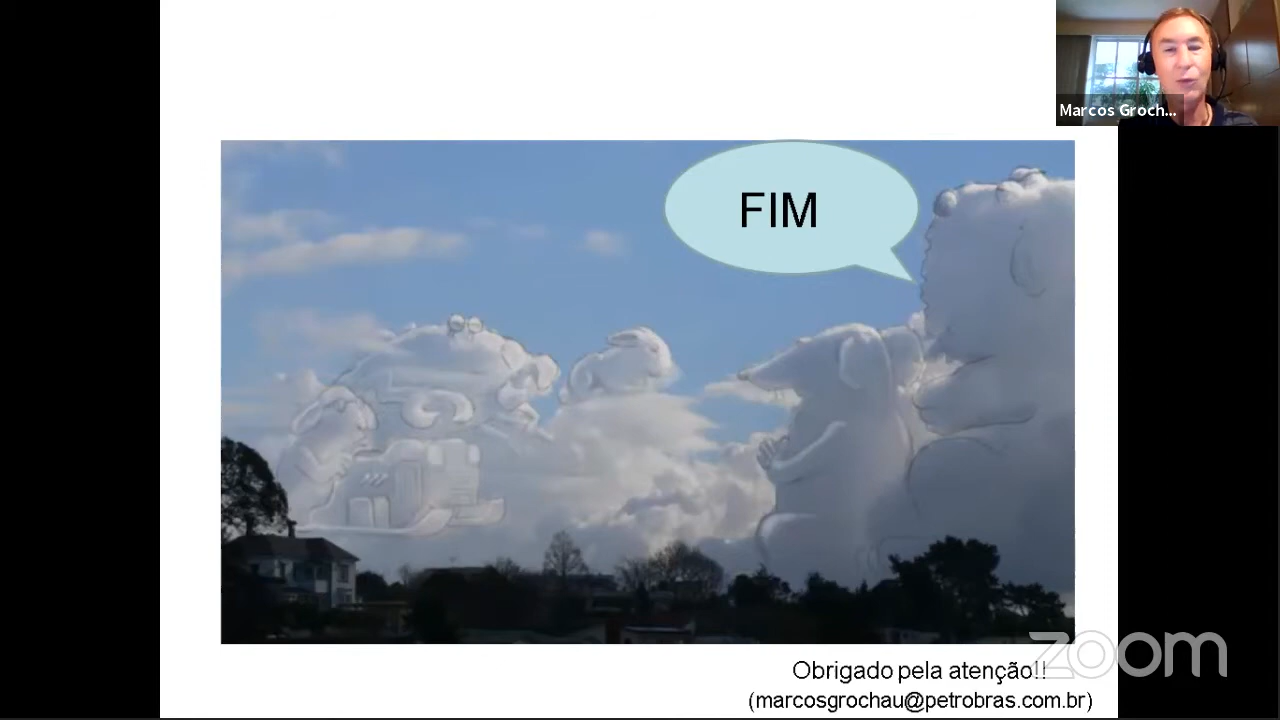 Marcos Groch...
FIM
zoom
Obrigado pela atenção!!
(marcosgrochau@petrobras.com.br)